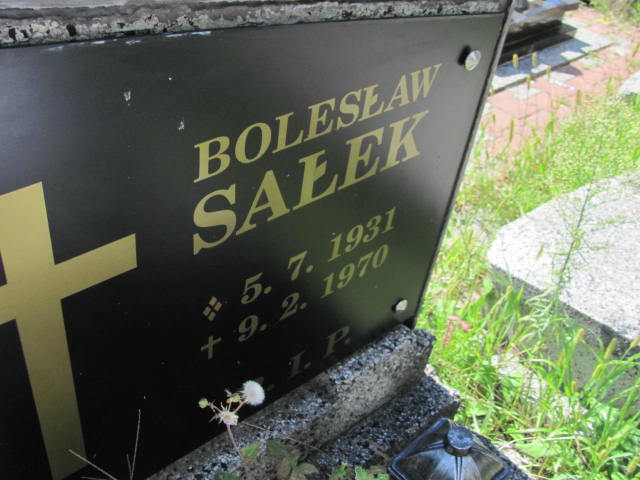 BOLESŁAW
SAŁEK
5. 7. 1931
9. 2. 1970
I. P.